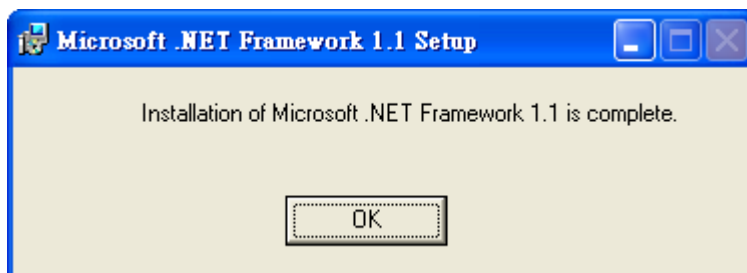 Microsoft .NET Framework 1.1 Setup
Installation of Microsoft .NET Framework 1.1 is complete.
OK